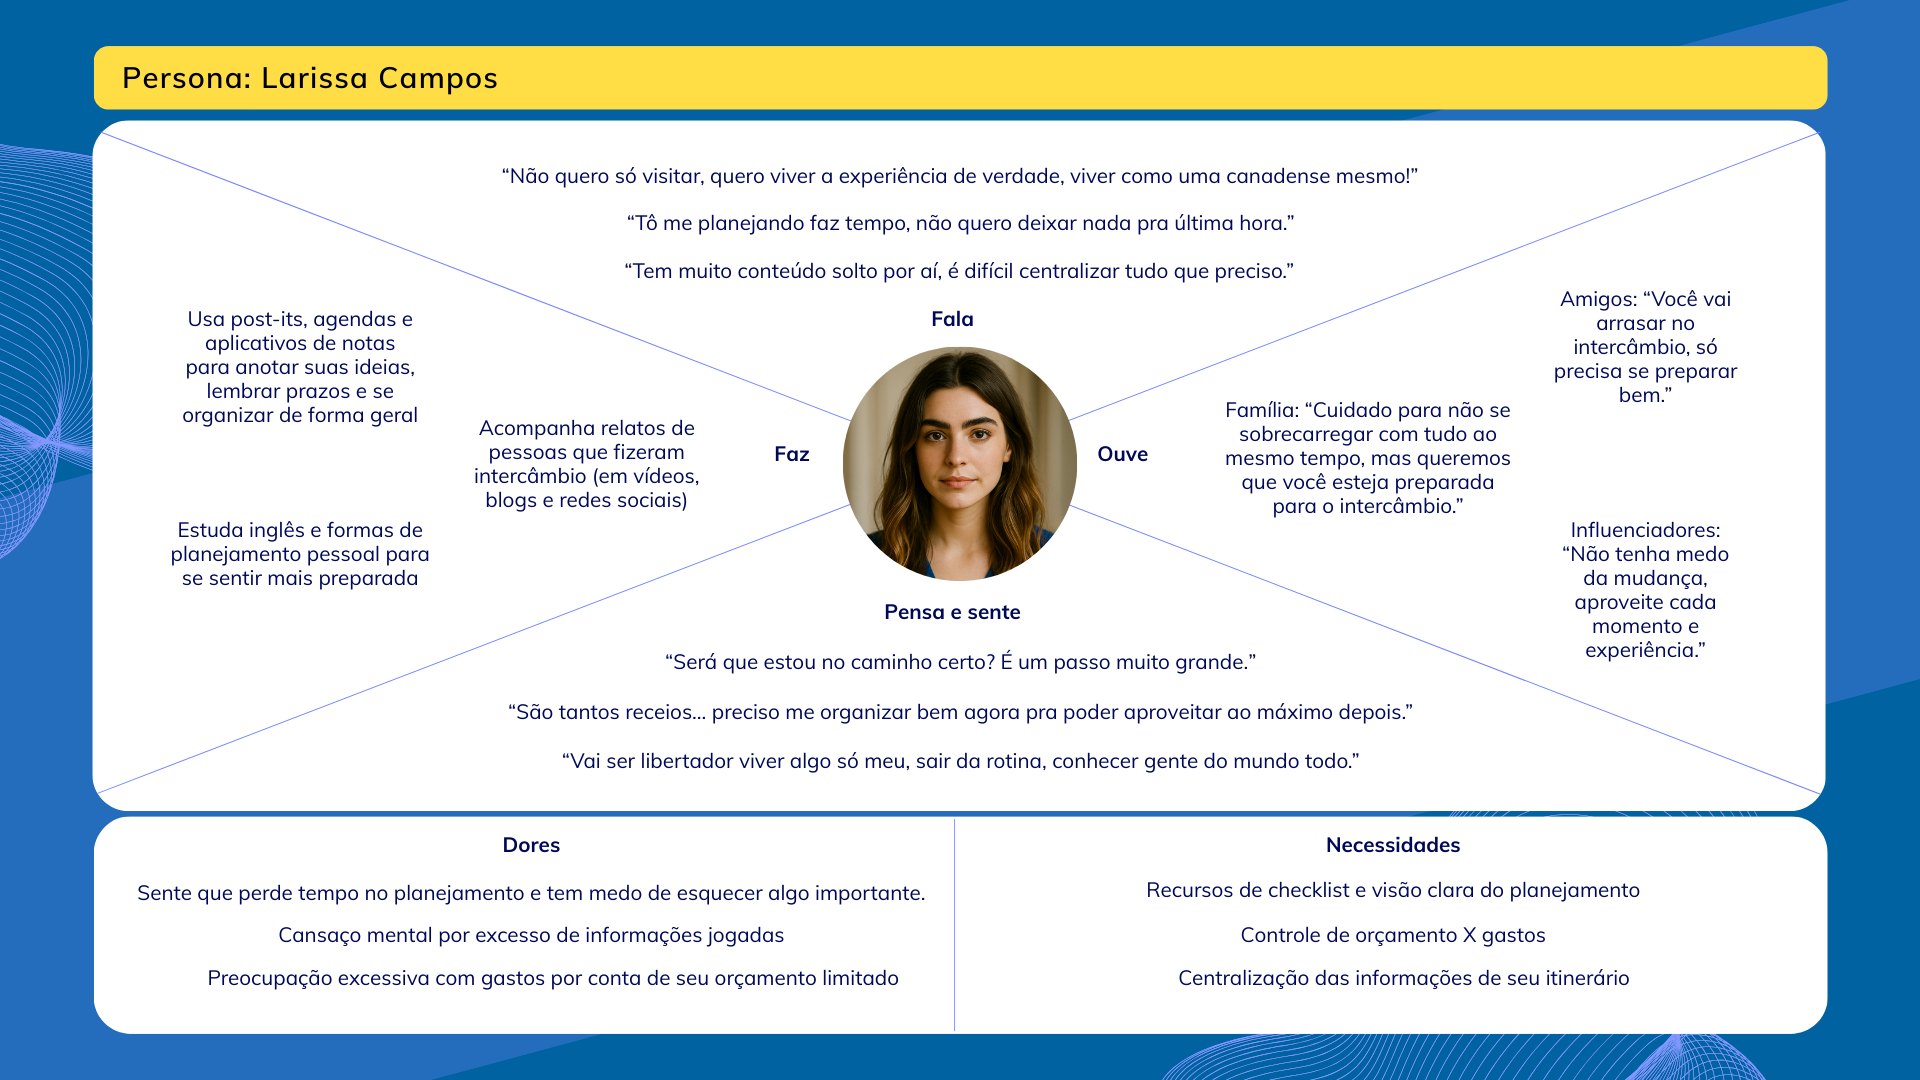 Persona: Larissa Campos
“Não quero só visitar, quero viver a experiência de verdade, viver como uma canadense mesmo!”
“Tô me planejando faz tempo, não quero deixar nada pra última hora.”
“Tem muito conteúdo solto por aí, é difícil centralizar tudo que preciso.”
Fala
Usa post-its, agendas e
aplicativos de notas
para anotar suas ideias,
lembrar prazos e se
organizar de forma geral
Acompanha relatos de
pessoas que fizeram
intercâmbio (em vídeos,
blogs e redes sociais)
Estuda inglês e formas de
planejamento pessoal para
se sentir mais preparada
Faz
Ouve
Família: “Cuidado para não se
sobrecarregar com tudo ao
mesmo tempo, mas queremos
que você esteja preparada
para o intercâmbio.”
Amigos: “Você vai
arrasar no
intercâmbio, só
precisa se preparar
bem.”
Influenciadores:
“Não tenha medo
da mudança,
aproveite cada
momento e
experiência.”
Pensa e sente
“Será que estou no caminho certo? É um passo muito grande.”
“São tantos receios... preciso me organizar bem agora pra poder aproveitar ao máximo depois.”
“Vai ser libertador viver algo só meu, sair da rotina, conhecer gente do mundo todo.”
Dores
Sente que perde tempo no planejamento e tem medo de esquecer algo importante.
Cansaço mental por excesso de informações jogadas
Preocupação excessiva com gastos por conta de seu orçamento limitado
Necessidades
Recursos de checklist e visão clara do planejamento
Controle de orçamento X gastos
Centralização das informações de seu itinerário